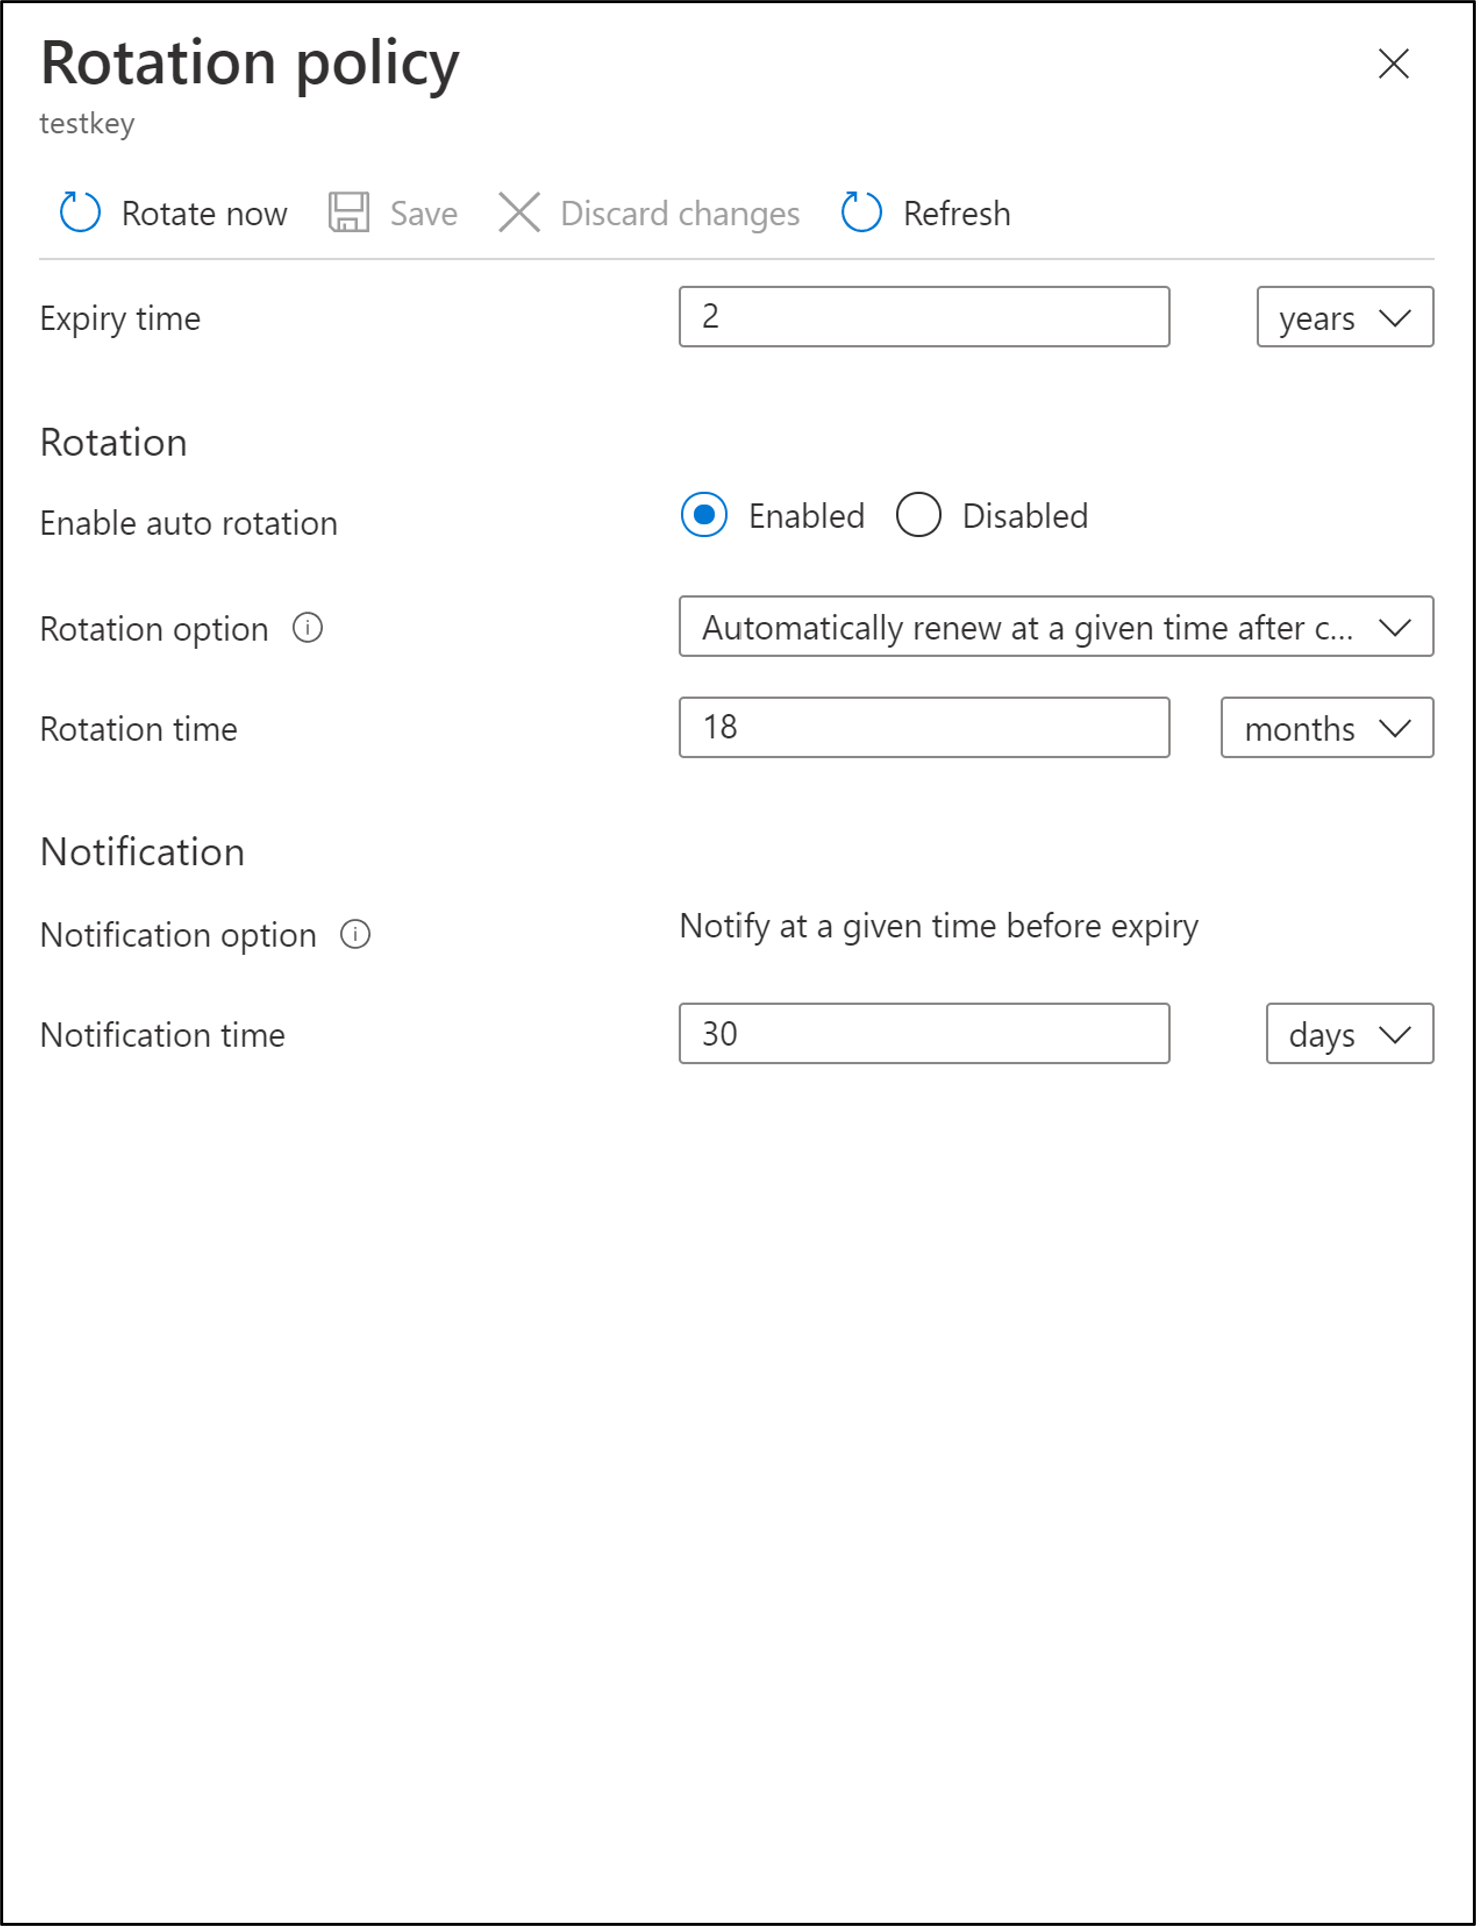 Rotation policy
testkey
Rotate now Save Discard changes Refresh
Expiry time 2 years
Rotation
Enable auto rotation Enabled Disabled
Rotation option Automatically renew at a given time after c...
Rotation time 18 months
Notification
Notification option Notify at a given time before expiry
Notification time 30 days